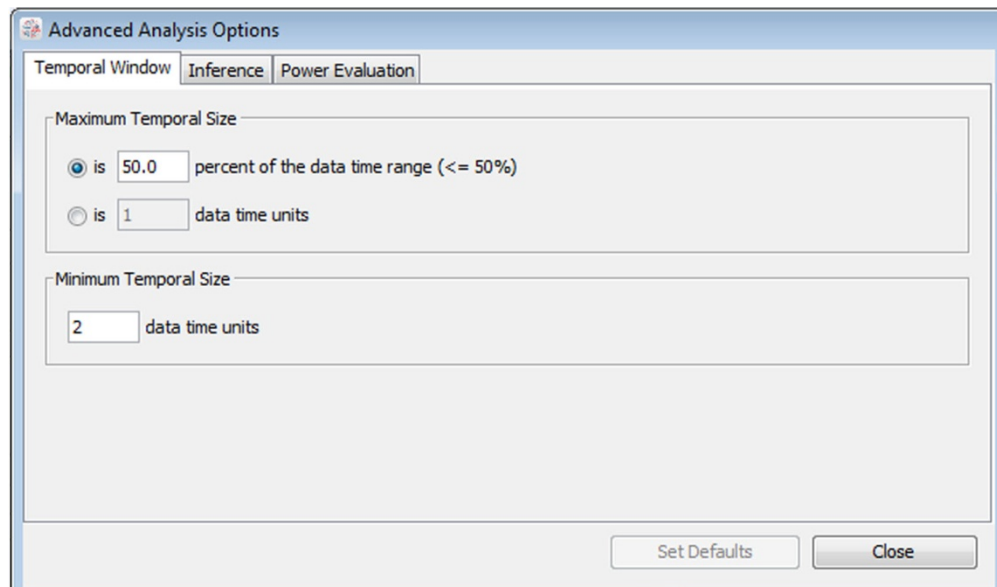 Advanced Analysis Options
Temporal Window Inference Power Evaluation
Maximum Temporal Size
is 50.0 percent of the data time range (<= 50%)
is 1 data time units
Minimum Temporal Size
2 data time units
Set Defaults Close